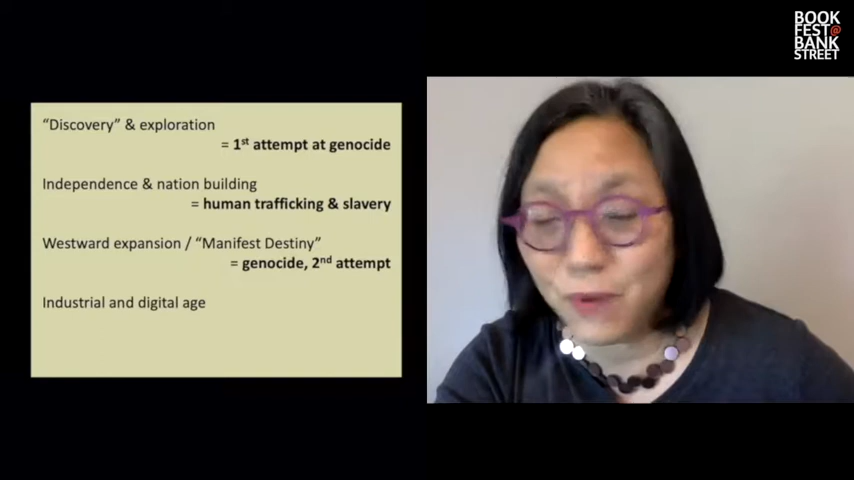 “Discovery” & exploration
= 1st attempt at genocide
Independence & nation building
= human trafficking & slavery
Westward expansion / “Manifest Destiny”
= genocide, 2nd attempt
Industrial and digital age
BOOK
FEST@
BANK
STREET